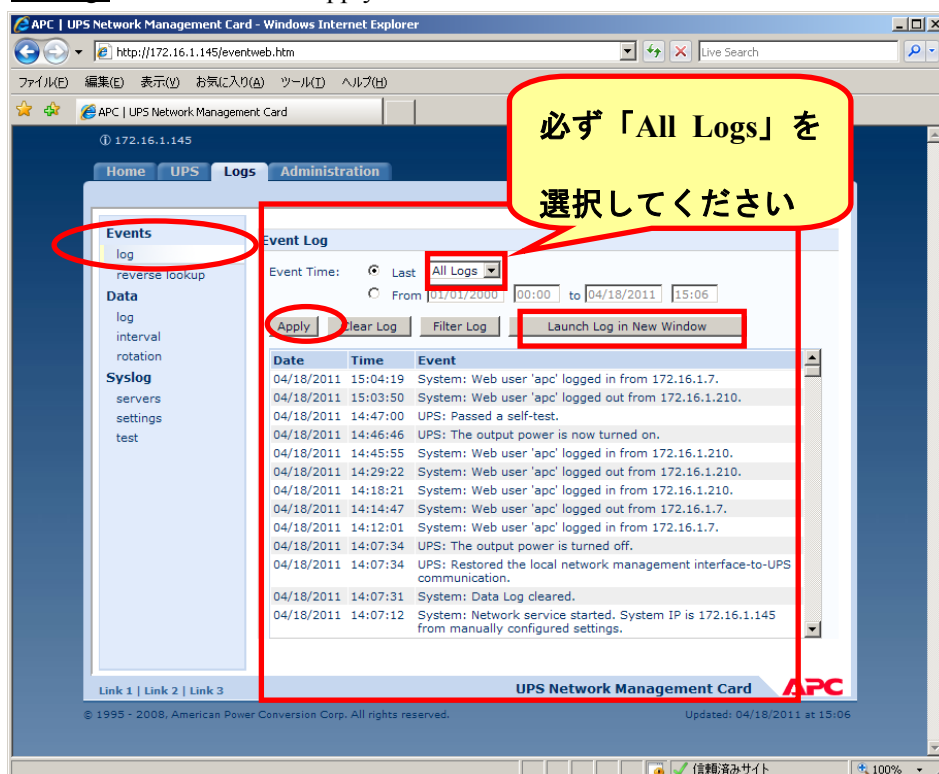 APC | UPS Network Management Card - Windows Internet Explorer
http://172.16.1.145/eventweb.htm
Live Search
ファイル(F) 編集(E) 表示(V) お気に入り(A) ツール(T) ヘルプ(H)
APC | UPS Network Management Card
必ず「All Logs」を
選択してください
172.16.1.145
Home UPS Logs Administration
Events
log
reverse lookup
Data
log
interval
rotation
Syslog
servers
settings
test
Event Log
Event Time: Last All Logs
From 01/01/2000 00:00 to 04/18/2011 15:06
Apply Clear Log Filter Log Launch Log in New Window
Date Time Event
04/18/2011 15:04:19 System: Web user 'apc' logged in from 172.16.1.7.
04/18/2011 15:03:50 System: Web user 'apc' logged out from 172.16.1.210.
04/18/2011 14:47:00 UPS: Passed a self-test.
04/18/2011 14:46:46 UPS: The output power is now turned on.
04/18/2011 14:45:55 System: Web user 'apc' logged in from 172.16.1.210.
04/18/2011 14:29:22 System: Web user 'apc' logged out from 172.16.1.210.
04/18/2011 14:18:21 System: Web user 'apc' logged in from 172.16.1.210.
04/18/2011 14:14:47 System: Web user 'apc' logged out from 172.16.1.7.
04/18/2011 14:12:01 System: Web user 'apc' logged in from 172.16.1.7.
04/18/2011 14:07:34 UPS: The output power is turned off.
04/18/2011 14:07:34 UPS: Restored the local network management interface-to-UPS
communication.
04/18/2011 14:07:31 System: Data Log cleared.
04/18/2011 14:07:12 System: Network service started. System IP is 172.16.1.145
from manually configured settings.
Link 1 | Link 2 | Link 3
UPS Network Management Card
APC
© 1995 - 2008, American Power Conversion Corp. All rights reserved.
Updated: 04/18/2011 at 15:06
信頼済みサイト
100%